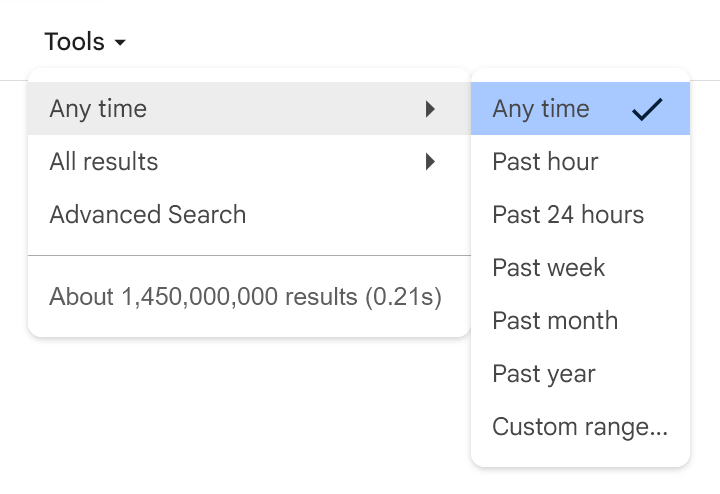 Tools
Any time
All results
Advanced Search
About 1,450,000,000 results (0.21s)
Any time
Past hour
Past 24 hours
Past week
Past month
Past year
Custom range...